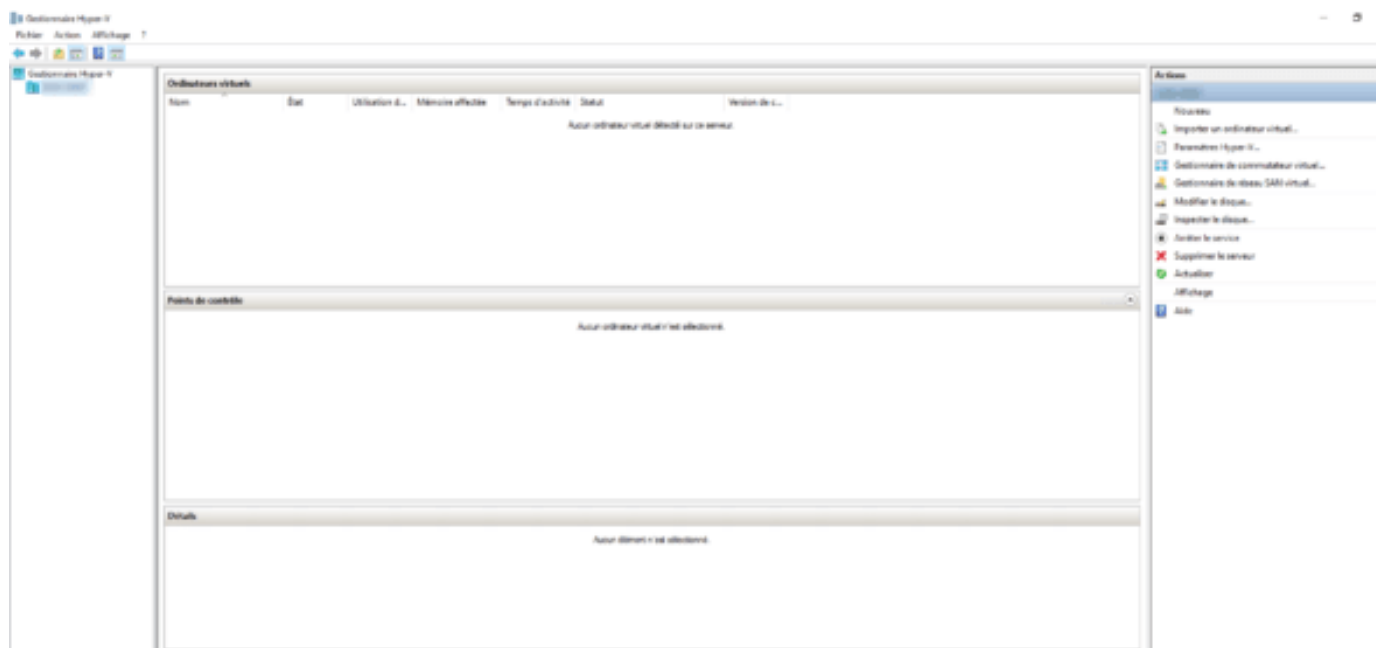 Gestionnaire Hyper-V
Fichier Action Affichage ?
Gestionnaire Hyper-V
Ordinateurs virtuels
Nom État Utilisation d... Mémoire affectée Temps d'activité Statut Version de c...
Aucun ordinateur virtuel détecté sur ce serveur.
Points de contrôle
Aucun ordinateur virtuel n'est sélectionné.
Détails
Aucun élément n'est sélectionné.
Actions
Nouveau
Importer un ordinateur virtuel...
Paramètres Hyper-V...
Gestionnaire de commutateur virtuel...
Gestionnaire de réseau SAN virtuel...
Modifier le disque...
Inspecter le disque...
Arrêter le service
Supprimer le serveur
Actualiser
Affichage
Aide